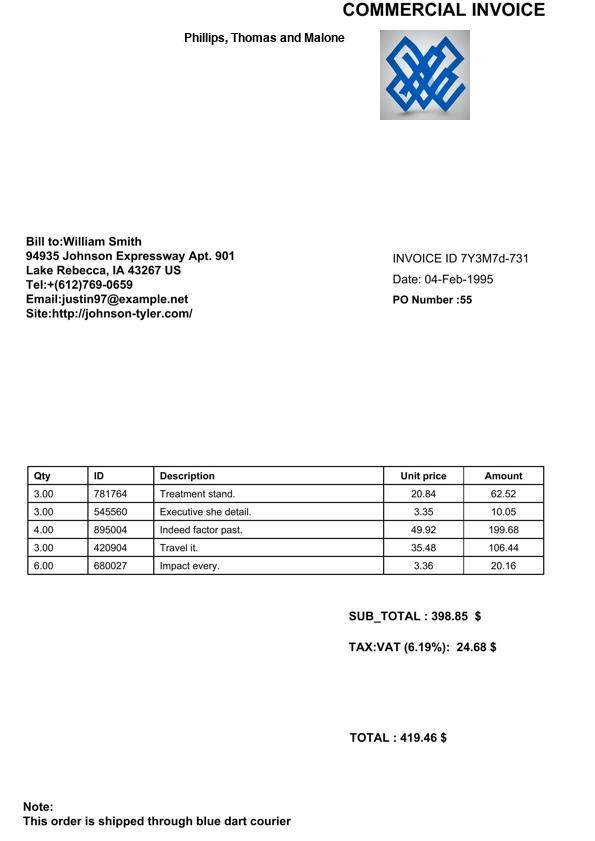 COMMERCIAL INVOICE
Phillips, Thomas and Malone
Bill to:William Smith
94935 Johnson Expressway Apt. 901
Lake Rebecca, IA 43267 US
Tel:+(612)769-0659
Email:justin97@example.net
Site:http://johnson-tyler.com/
INVOICE ID 7Y3M7d-731
Date: 04-Feb-1995
PO Number :55
Qty ID Description Unit price Amount
3.00 781764 Treatment stand. 20.84 62.52
3.00 545560 Executive she detail. 3.35 10.05
4.00 895004 Indeed factor past. 49.92 199.68
3.00 420904 Travel it. 35.48 106.44
6.00 680027 Impact every. 3.36 20.16
SUB_TOTAL : 398.85 $
TAX:VAT (6.19%): 24.68 $
TOTAL : 419.46 $
Note:
This order is shipped through blue dart courier